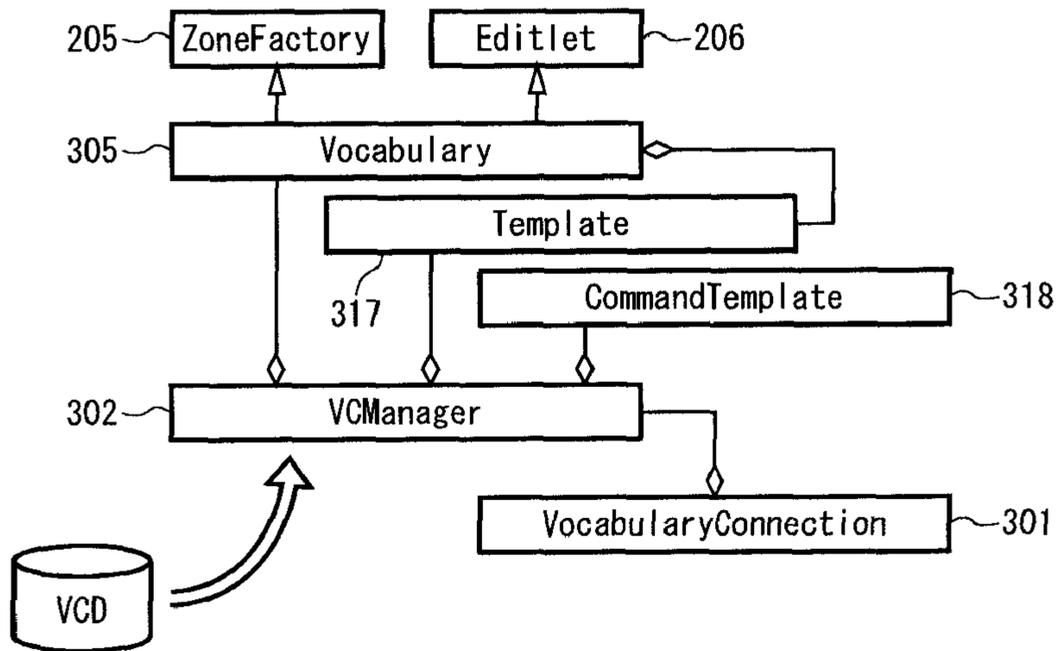 205
ZoneFactory
Editlet
206
305
Vocabulary
Template
317
CommandTemplate
318
302
VCManager
VocabularyConnection
301
VCD